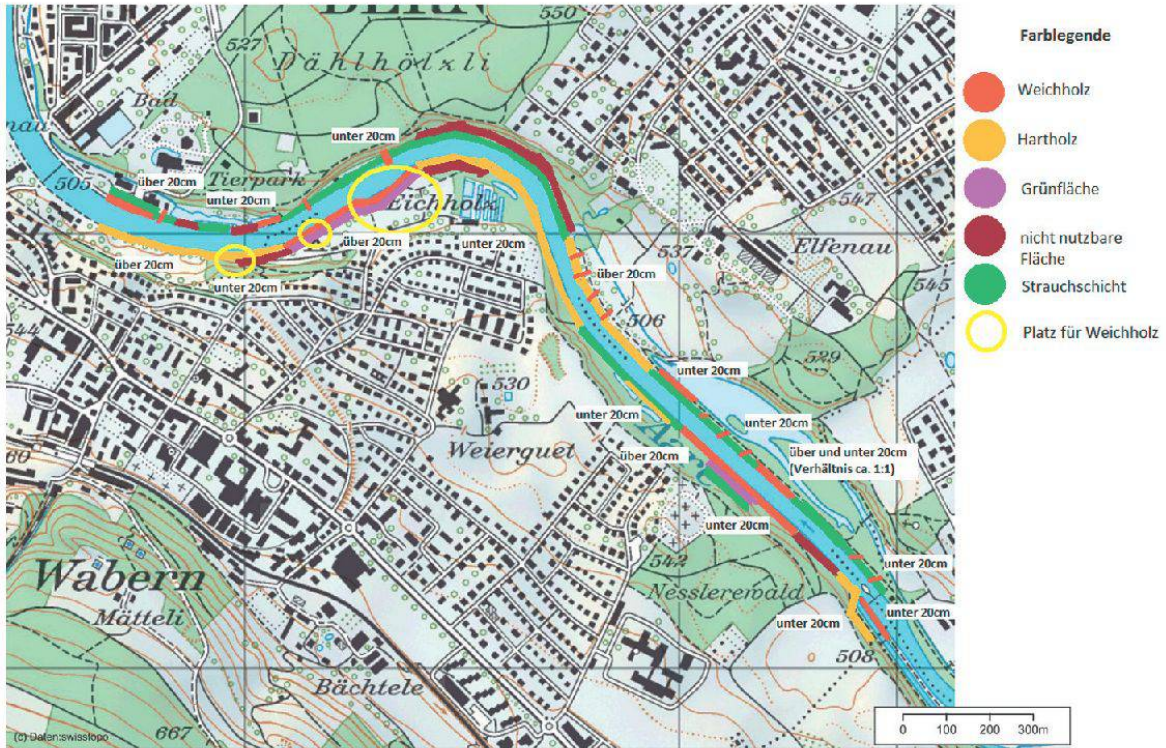 BERN
550
527
Dählhölzli
Bad
nau
unter 20cm
505
über 20cm
Tierpark
unter 20cm
Eichholz
547
über 20cm
unter 20cm
537
Elfenau
über 20cm
unter 20cm
über 20cm
545
544
506
529
unter 20cm
530
unter 20cm
unter 20cm
60
Weierguet
über 20cm
über und unter 20cm
(Verhältnis ca. 1:1)
unter 20cm
542
unter 20cm
Wabern
Nesslerewald
unter 20cm
Mätteli
unter 20cm
508
Bächtele
667
(c) Daten:swisstopo
Farblegende
Weichholz
Hartholz
Grünfläche
nicht nutzbare
Fläche
Strauchschicht
Platz für Weichholz
0 100 200 300m